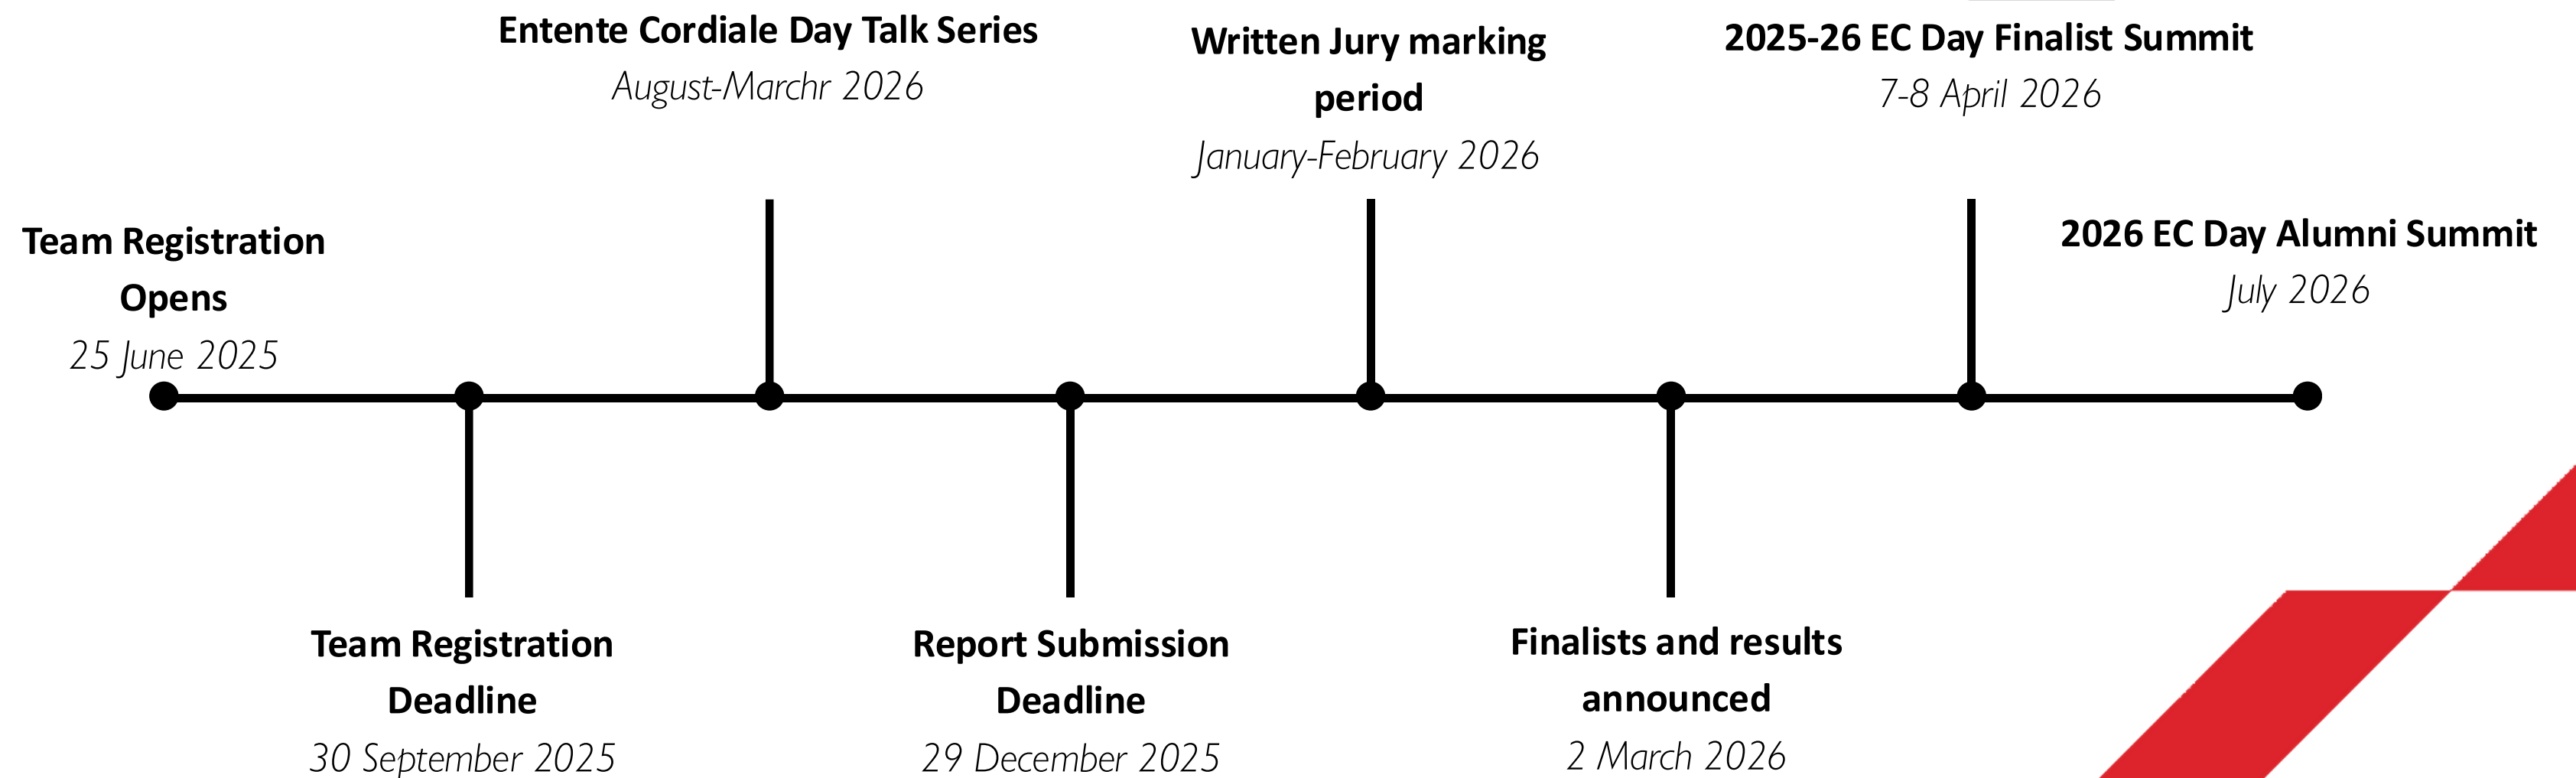 Team Registration
Opens
25 June 2025
Team Registration
Deadline
30 September 2025
Entente Cordiale Day Talk Series
August-Marchr 2026
Report Submission
Deadline
29 December 2025
Written Jury marking
period
January-February 2026
Finalists and results
announced
2 March 2026
2025-26 EC Day Finalist Summit
7-8 April 2026
2026 EC Day Alumni Summit
July 2026